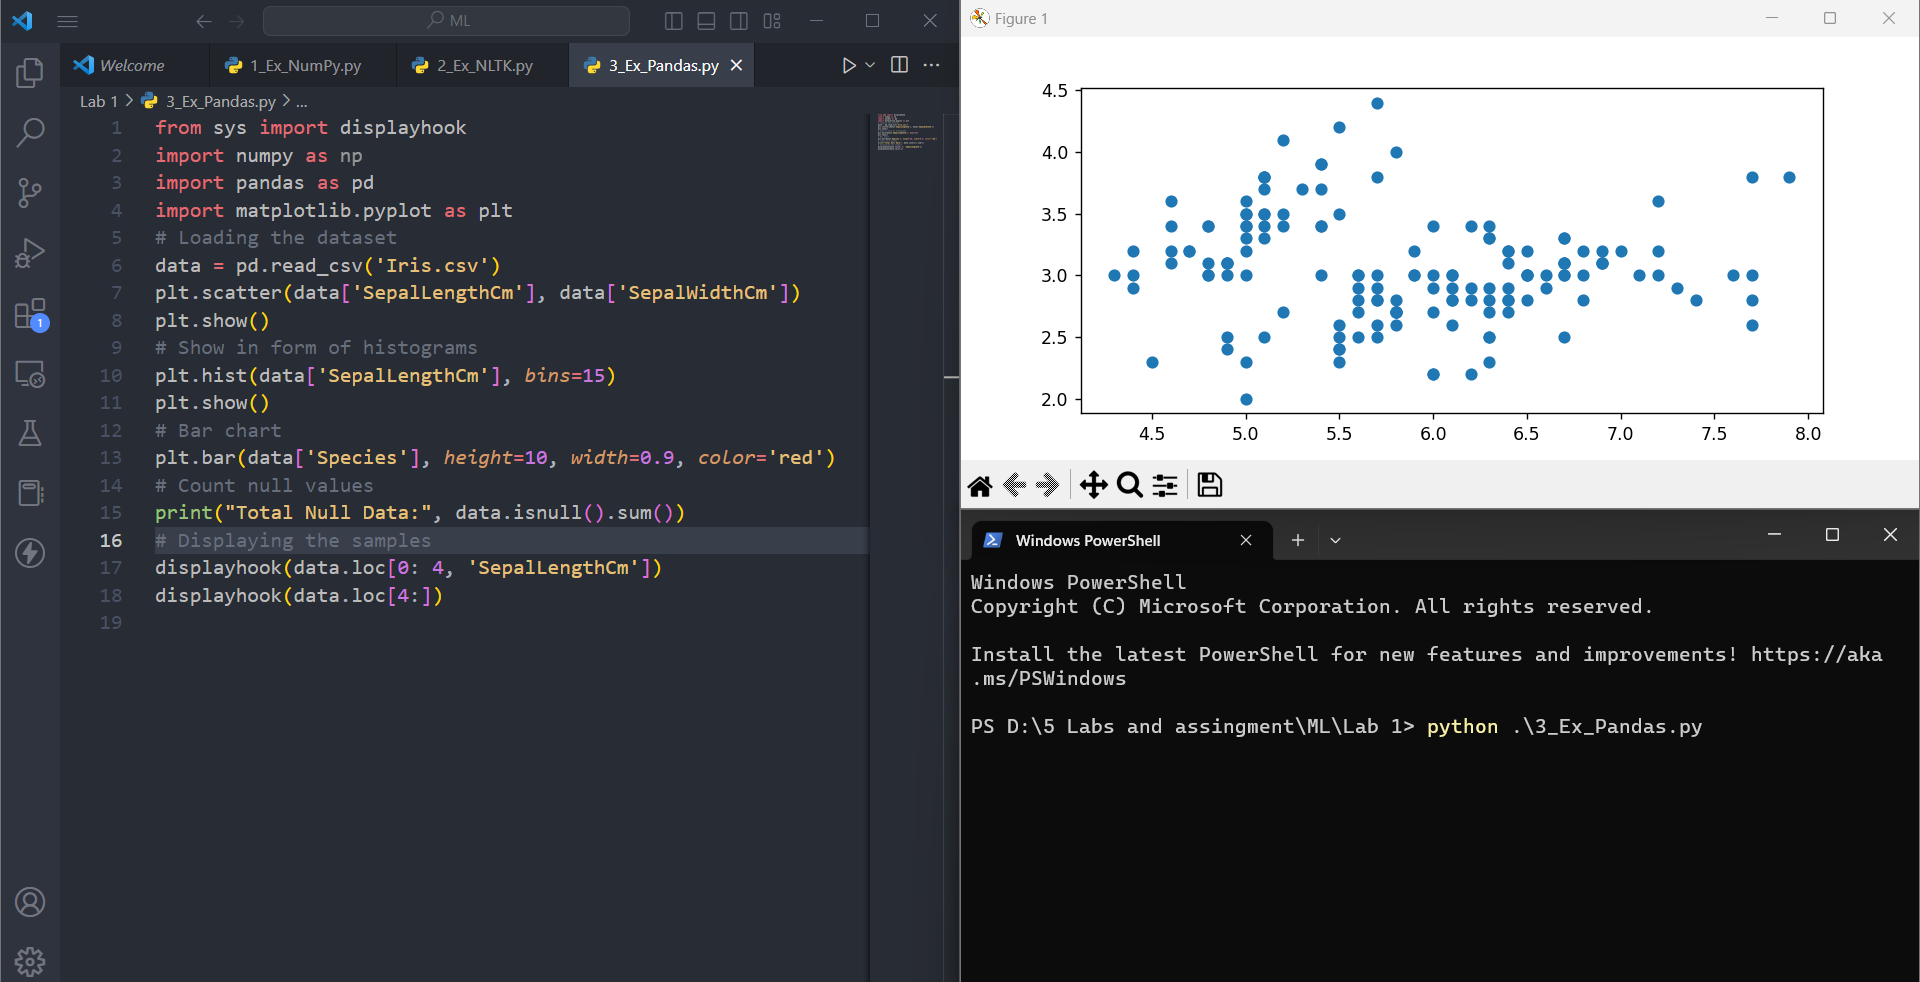 ML
Welcome
1_Ex_NumPy.py
2_Ex_NLTK.py
3_Ex_Pandas.py
Lab 1 > 3_Ex_Pandas.py > ...
1 from sys import displayhook
2 import numpy as np
3 import pandas as pd
4 import matplotlib.pyplot as plt
5 # Loading the dataset
6 data = pd.read_csv('Iris.csv')
7 plt.scatter(data['SepalLengthCm'], data['SepalWidthCm'])
8 plt.show()
9 # Show in form of histograms
10 plt.hist(data['SepalLengthCm'], bins=15)
11 plt.show()
12 # Bar chart
13 plt.bar(data['Species'], height=10, width=0.9, color='red')
14 # Count null values
15 print("Total Null Data:", data.isnull().sum())
16 # Displaying the samples
17 displayhook(data.loc[0: 4, 'SepalLengthCm'])
18 displayhook(data.loc[4:])
19
1
Figure 1
4.5
4.0
3.5
3.0
2.5
2.0
4.5 5.0 5.5 6.0 6.5 7.0 7.5 8.0
Windows PowerShell
Windows PowerShell
Copyright (C) Microsoft Corporation. All rights reserved.
Install the latest PowerShell for new features and improvements! https://aka
.ms/PSWindows
PS D:\5 Labs and assingment\ML\Lab 1> python .\3_Ex_Pandas.py